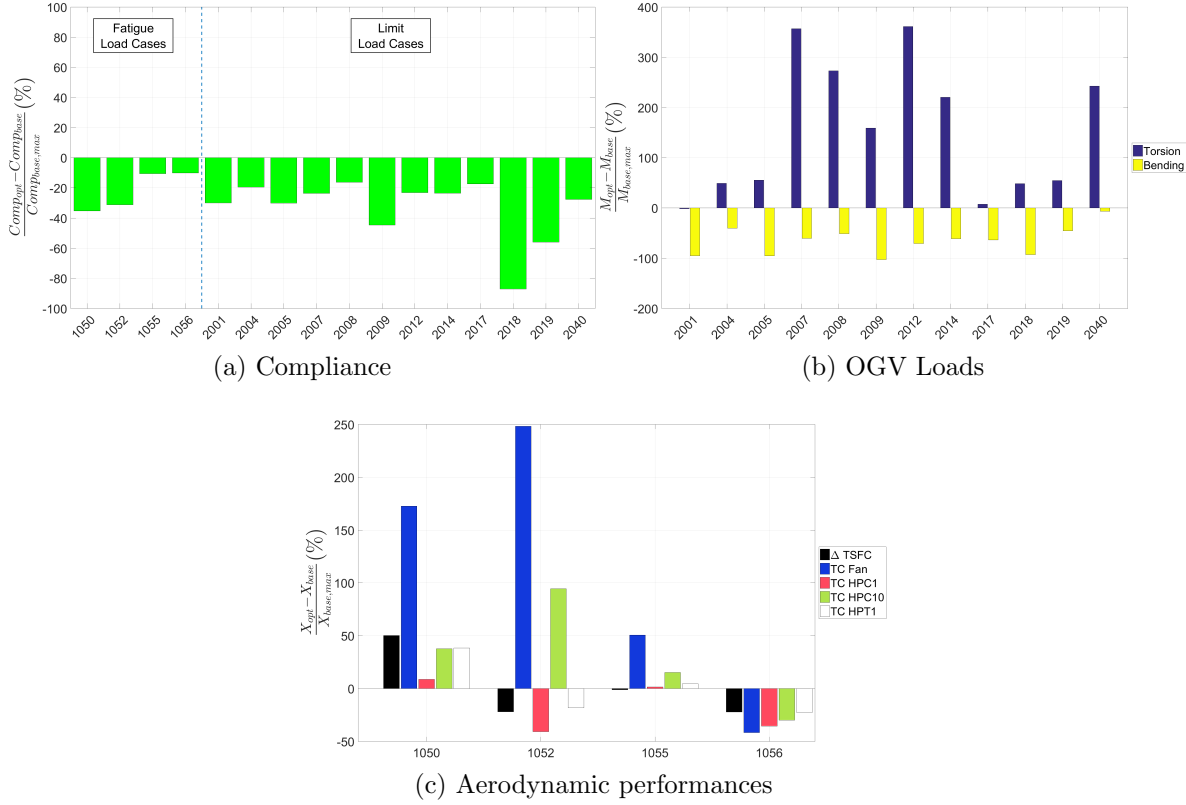 100
80
60
40
20
0
-20
-40
-60
-80
-100
Comp_opt−Comp_base
Comp_base,max
(%)
Fatigue
Load Cases
Limit
Load Cases
1050 1052 1055 1056 2001 2004 2005 2007 2008 2009 2012 2014 2017 2018 2019 2040
(a) Compliance
400
300
200
100
0
-100
-200
M_opt−M_base
M_base,max
(%)
Torsion
Bending
2001 2004 2005 2007 2008 2009 2012 2014 2017 2018 2019 2040
(b) OGV Loads
250
200
150
100
50
0
-50
X_opt−X_base
X_base,max
(%)
Δ TSFC
TC Fan
TC HPC1
TC HPC10
TC HPT1
1050 1052 1055 1056
(c) Aerodynamic performances